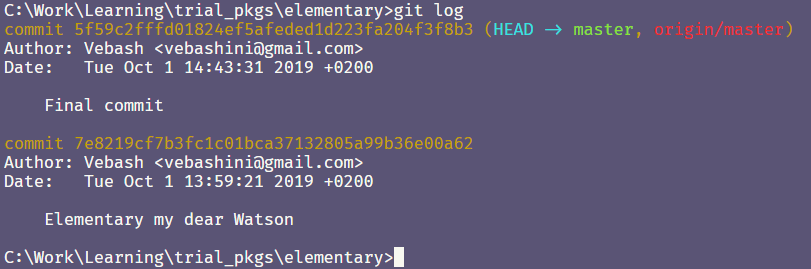 C:\Work\Learning\trial_pkgs\elementary>git log
commit 5f59c2fffd01824ef5afeded1d223fa204f3f8b3 (HEAD -> master, origin/master)
Author: Vebash <vebashini@gmail.com>
Date:   Tue Oct 1 14:43:31 2019 +0200
    Final commit
commit 7e8219cf7b3fc1c01bca37132805a99b36e00a62
Author: Vebash <vebashini@gmail.com>
Date:   Tue Oct 1 13:59:21 2019 +0200
    Elementary my dear Watson
C:\Work\Learning\trial_pkgs\elementary>